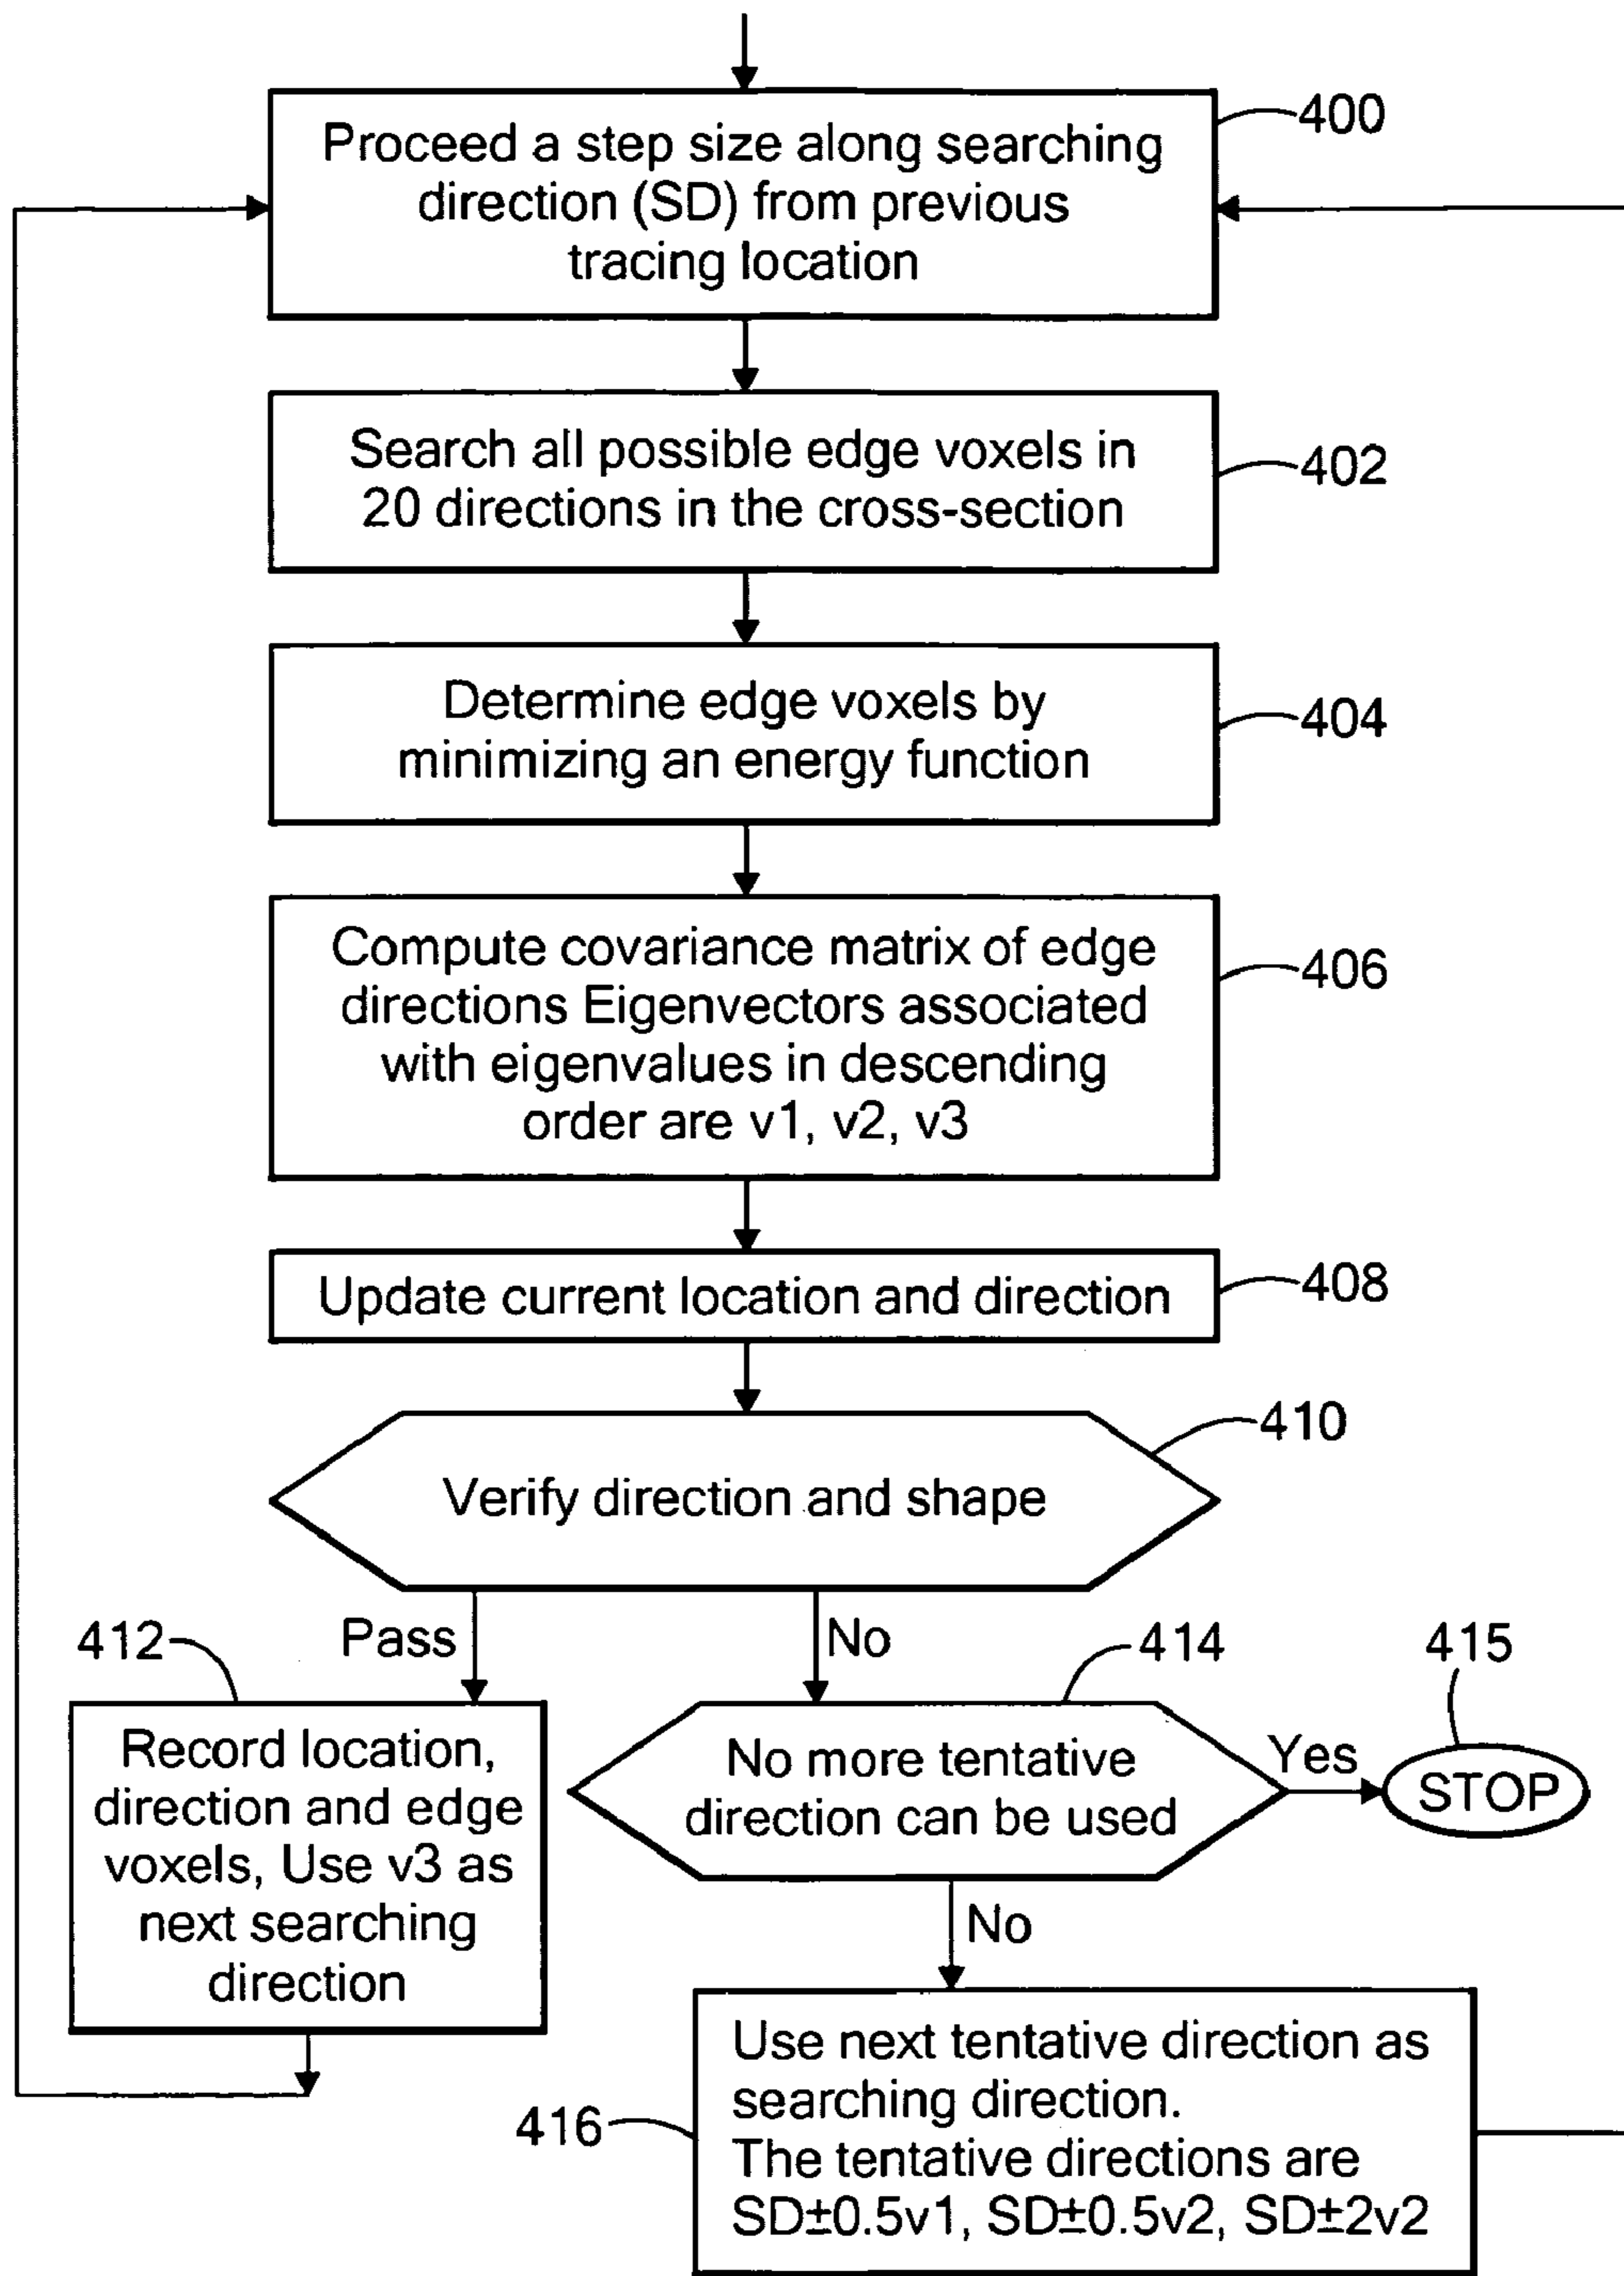 Proceed a step size along searching
direction (SD) from previous
tracing location
400
Search all possible edge voxels in
20 directions in the cross-section
402
Determine edge voxels by
minimizing an energy function
404
Compute covariance matrix of edge
directions Eigenvectors associated
with eigenvalues in descending
order are v1, v2, v3
406
Update current location and direction
408
Verify direction and shape
410
Pass
No
412
Record location,
direction and edge
voxels, Use v3 as
next searching
direction
414
No more tentative
direction can be used
Yes
415
STOP
No
416
Use next tentative direction as
searching direction.
The tentative directions are
SD±0.5v1, SD±0.5v2, SD±2v2